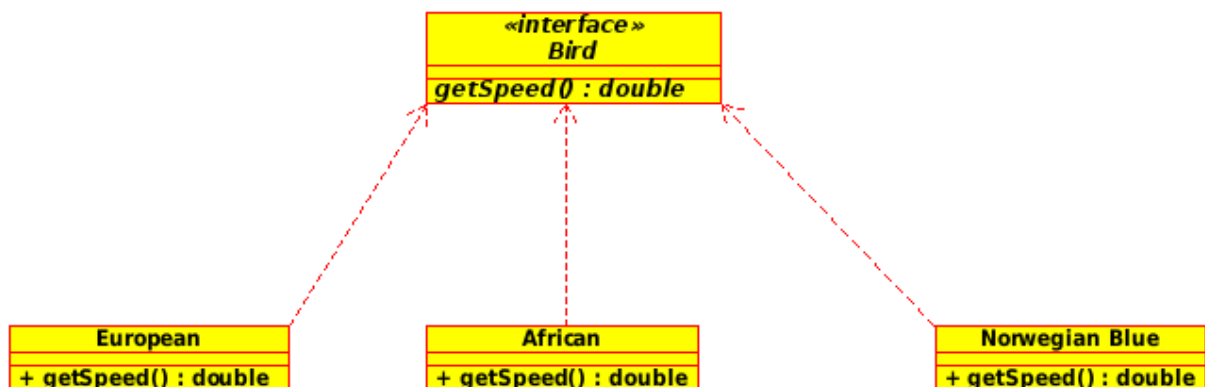 «interface»
Bird
getSpeed() : double
European
African
Norwegian Blue
+ getSpeed() : double
+ getSpeed() : double
+ getSpeed() : double